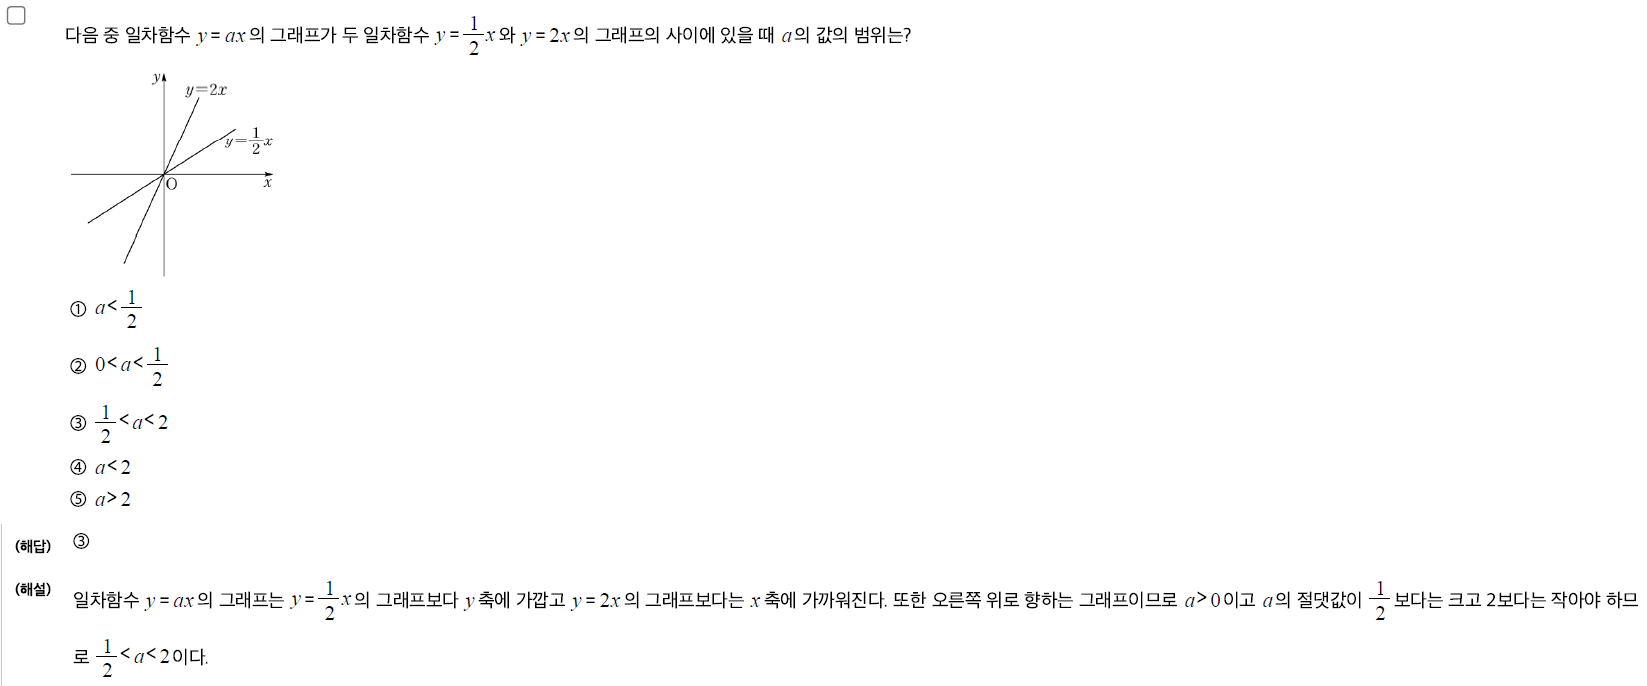 다음 중 일차함수 y = ax의 그래프가 두 일차함수 y = 1/2 x와 y = 2x의 그래프의 사이에 있을 때 a의 값의 범위는?
y
y=2x
y=1/2 x
O
x
① a < 1/2
② 0 < a < 1/2
③ 1/2 < a < 2
④ a < 2
⑤ a > 2
(해답) ③
(해설) 일차함수 y = ax의 그래프는 y = 1/2 x의 그래프보다 y축에 가깝고 y = 2x의 그래프보다는 x축에 가까워진다. 또한 오른쪽 위로 향하는 그래프이므로 a > 0이고 a의 절댓값이 1/2 보다는 크고 2보다는 작아야 하므
로 1/2 < a < 2이다.